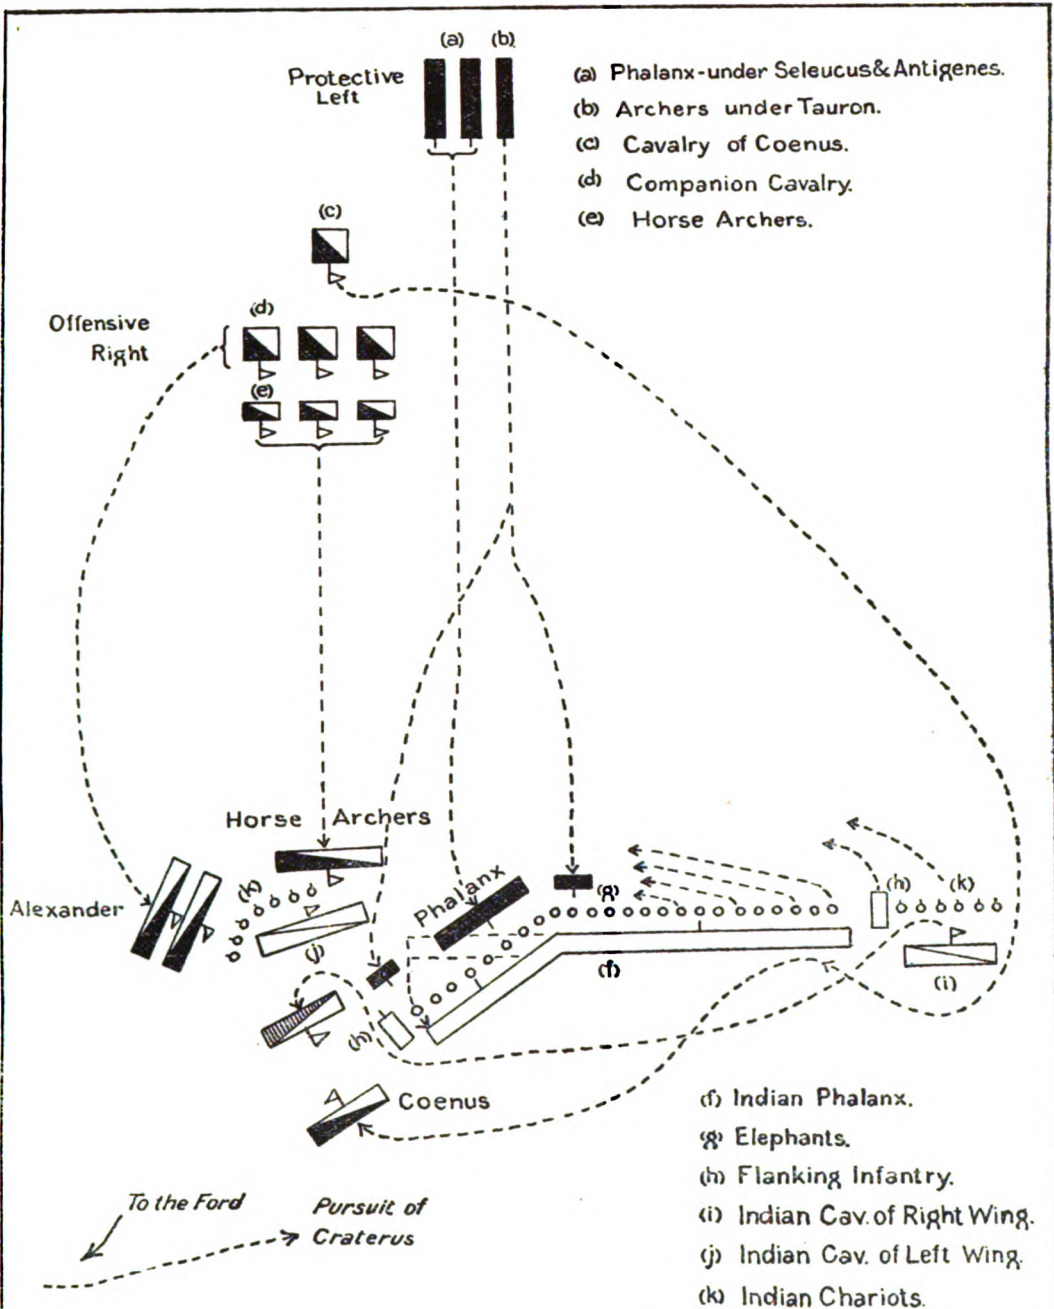 (a) (b)
Protective
Left
(a) Phalanx-under Seleucus & Antigenes.
(b) Archers under Tauron.
(c) Cavalry of Coenus.
(d) Companion Cavalry.
(e) Horse Archers.
(c)
(d)
Offensive
Right
(e)
Horse Archers
Alexander
(k)
(j)
Phalanx
(g)
(h) (k)
(f)
(i)
(h)
Coenus
(f) Indian Phalanx.
(g) Elephants.
(h) Flanking Infantry.
(i) Indian Cav. of Right Wing.
(j) Indian Cav. of Left Wing.
(k) Indian Chariots.
To the Ford
Pursuit of
Craterus